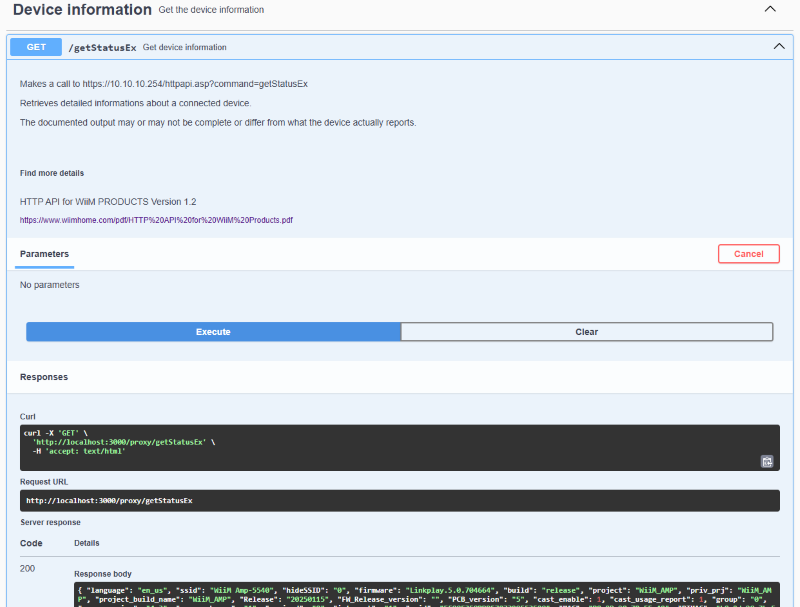 Device information Get the device information
GET /getStatusEx Get device information
Makes a call to https://10.10.10.254/httpapi.asp?command=getStatusEx
Retrieves detailed informations about a connected device.
The documented output may or may not be complete or differ from what the device actually reports.
Find more details
HTTP API for WiiM PRODUCTS Version 1.2
https://www.wiimhome.com/pdf/HTTP%20API%20for%20WiiM%20Products.pdf
Parameters Cancel
No parameters
Execute Clear
Responses
Curl
curl -X 'GET' \
'http://localhost:3000/proxy/getStatusEx' \
-H 'accept: text/html'
Request URL
http://localhost:3000/proxy/getStatusEx
Server response
Code Details
200
Response body
{ "language": "en_us", "ssid": "WiiM Amp-5540", "hideSSID": "0", "firmware": "Linkplay.5.0.704664", "build": "release", "project": "WiiM_AMP", "priv_prj": "WiiM_AM
P", "project_build_name": "WiiM_AMP", "Release": "20250115", "FW_Release_version": "", "PCB_version": "5", "cast_enable": 1, "cast_usage_report": 1, "group": "0",